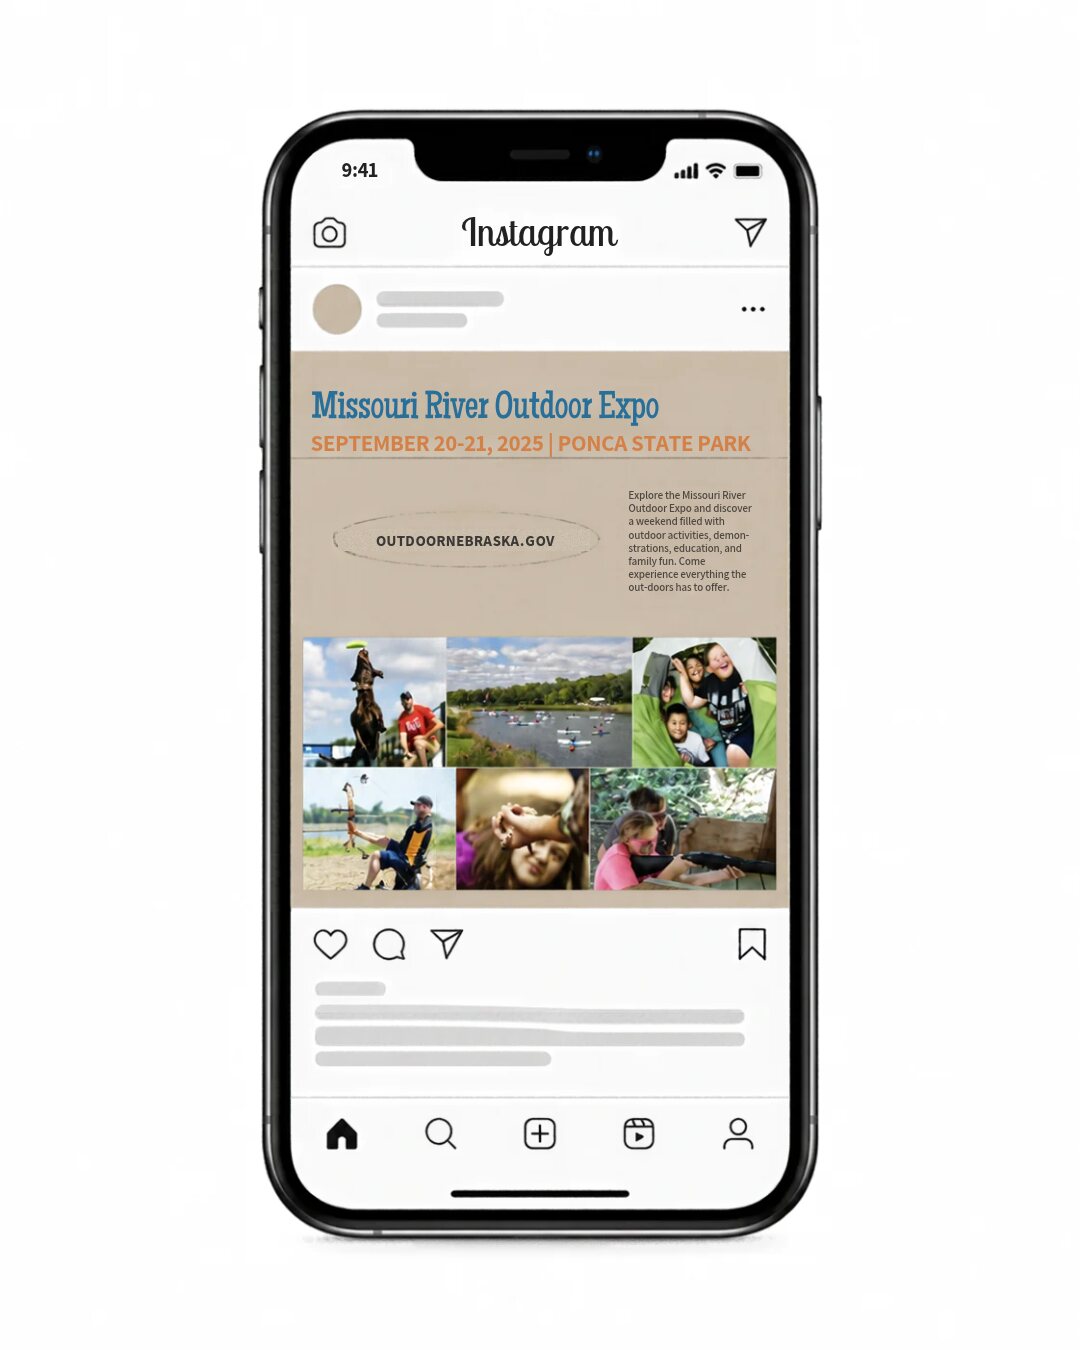 9:41
Instagram
Missouri River Outdoor Expo
SEPTEMBER 20-21, 2025 | PONCA STATE PARK
OUTDOORNEBRASKA.GOV
Explore the Missouri River
Outdoor Expo and discover
a weekend filled with
outdoor activities, demon-
strations, education, and
family fun. Come
experience everything the
out-doors has to offer.